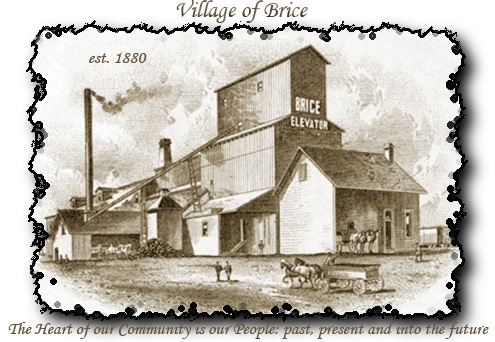 Village of Brice
est. 1880
BRICE
ELEVATOR
The Heart of our Community is our People: past, present and into the future